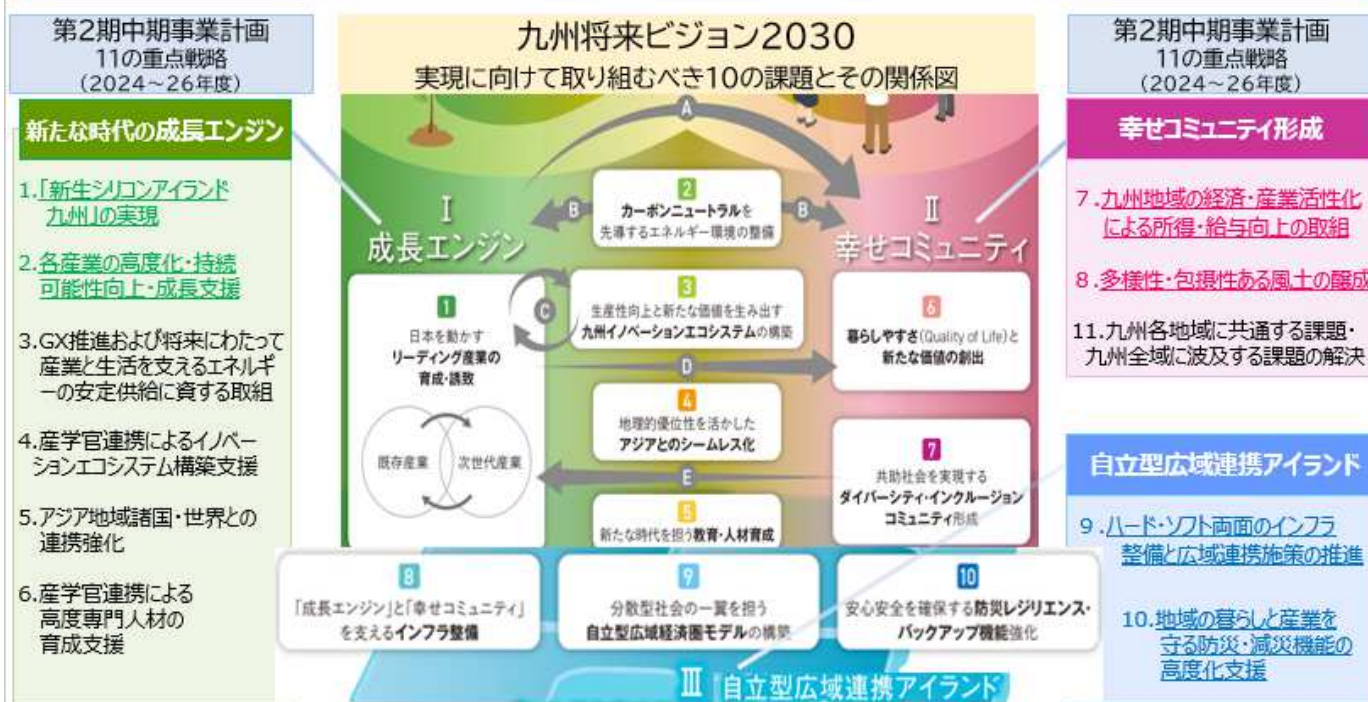 第2期中期事業計画
11の重点戦略
(2024~26年度)
新たな時代の成長エンジン
1.「新生シリコンアイランド
九州」の実現
2.各産業の高度化・持続
可能性向上・成長支援
3.GX推進および将来にわたって
産業と生活を支えるエネルギ
ーの安定供給に資する取組
4.産学官連携によるイノベー
ションエコシステム構築支援
5.アジア地域諸国・世界との
連携強化
6.産学官連携による
高度専門人材の
育成支援
九州将来ビジョン2030
実現に向けて取り組むべき10の課題とその関係図
A
I
成長エンジン
II
幸せコミュニティ
B
B
2
カーボンニュートラルを
先導するエネルギー環境の整備
1
日本を動かす
リーディング産業の
育成・誘致
既存産業
次世代産業
C
3
生産性向上と新たな価値を生み出す
九州イノベーションエコシステムの構築
D
4
地理的優位性を活かした
アジアとのシームレス化
E
5
新たな時代を担う教育・人材育成
6
暮らしやすさ(Quality of Life)と
新たな価値の創出
7
共助社会を実現する
ダイバーシティ・インクルージョン
コミュニティ形成
8
「成長エンジン」と「幸せコミュニティ」
を支えるインフラ整備
9
分散型社会の一翼を担う
自立型広域経済圏モデルの構築
10
安心安全を確保する防災レジリエンス・
バックアップ機能強化
III 自立型広域連携アイランド
第2期中期事業計画
11の重点戦略
(2024~26年度)
幸せコミュニティ形成
7.九州地域の経済・産業活性化
による所得・給与向上の取組
8.多様性・包摂性ある風土の醸成
11.九州各地域に共通する課題・
九州全域に波及する課題の解決
自立型広域連携アイランド
9.ハード・ソフト両面のインフラ
整備と広域連携施策の推進
10.地域の暮らしと産業を
守る防災・減災機能の
高度化支援